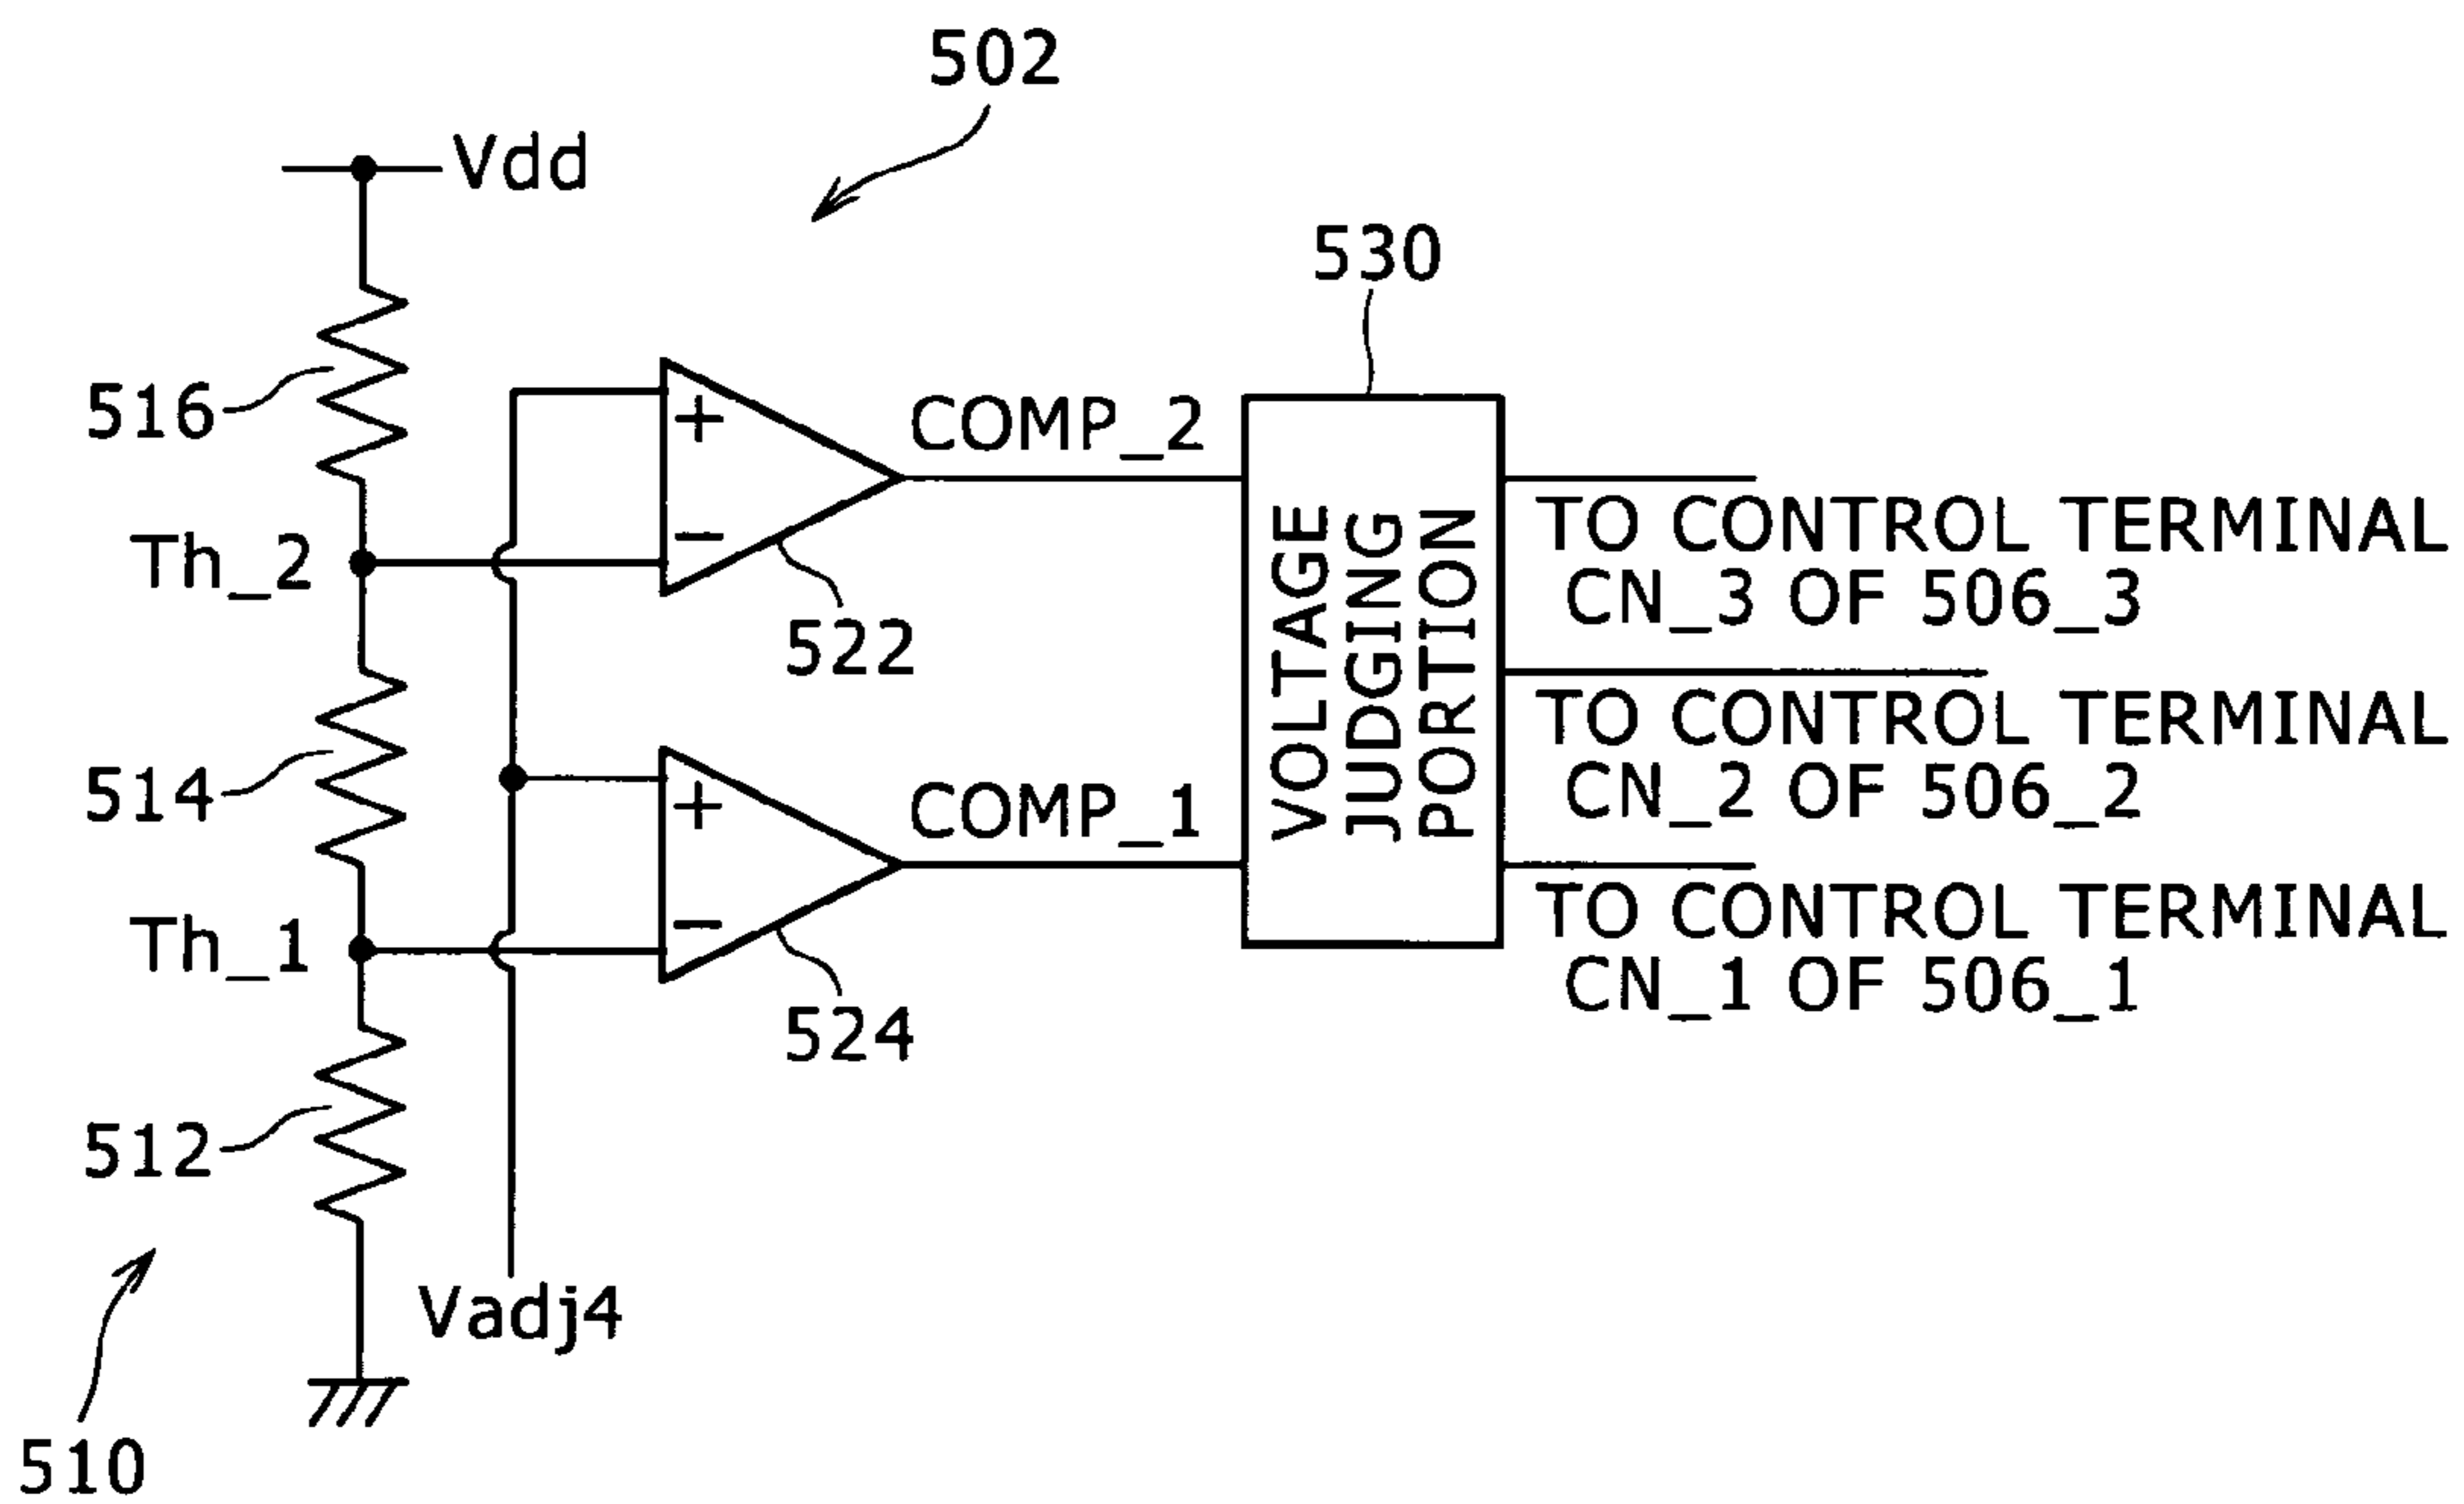 502
Vdd
530
516
COMP_2
+
−
Th_2
522
TO CONTROL TERMINAL
CN_3 OF 506_3
VOLTAGE
JUDGING
PORTION
TO CONTROL TERMINAL
CN_2 OF 506_2
514
COMP_1
+
−
Th_1
524
TO CONTROL TERMINAL
CN_1 OF 506_1
512
Vadj4
510